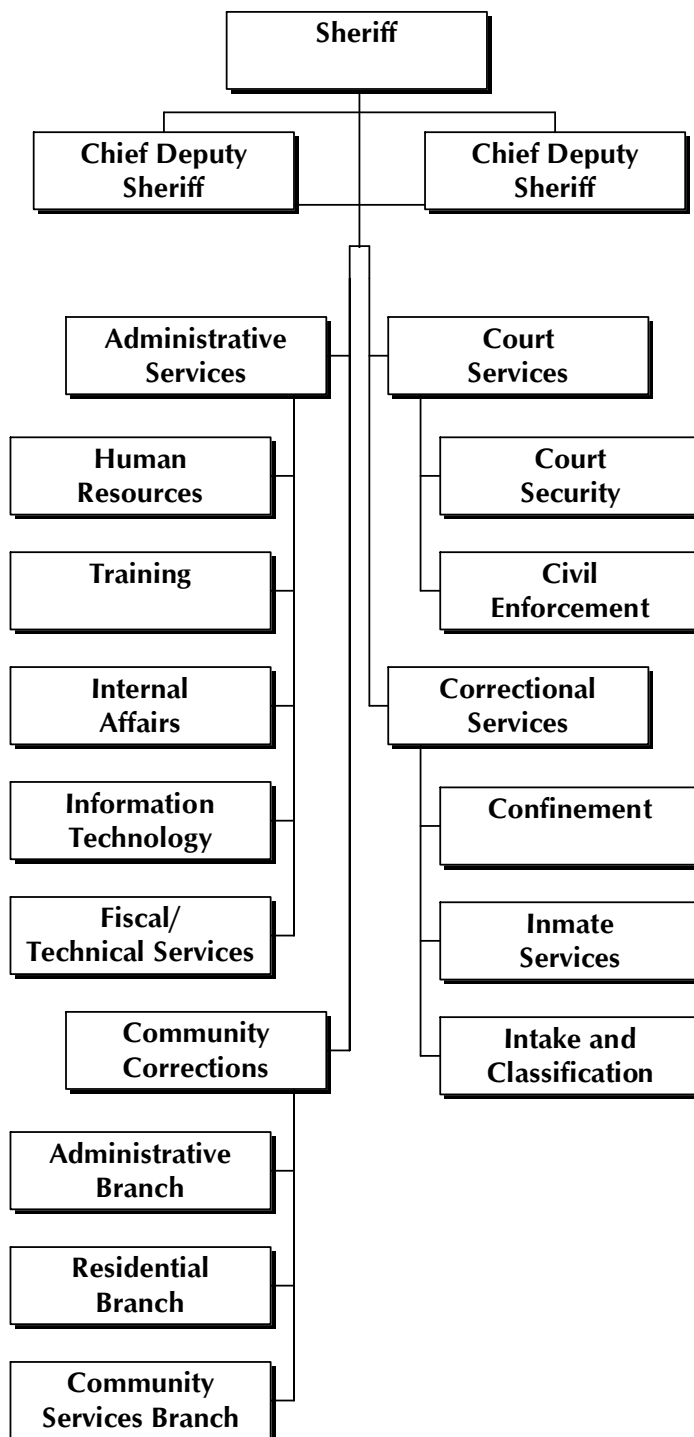 Sheriff
Chief Deputy
Sheriff
Chief Deputy
Sheriff
Administrative
Services
Human
Resources
Training
Internal
Affairs
Information
Technology
Fiscal/
Technical Services
Community
Corrections
Administrative
Branch
Residential
Branch
Community
Services Branch
Court
Services
Court
Security
Civil
Enforcement
Correctional
Services
Confinement
Inmate
Services
Intake and
Classification